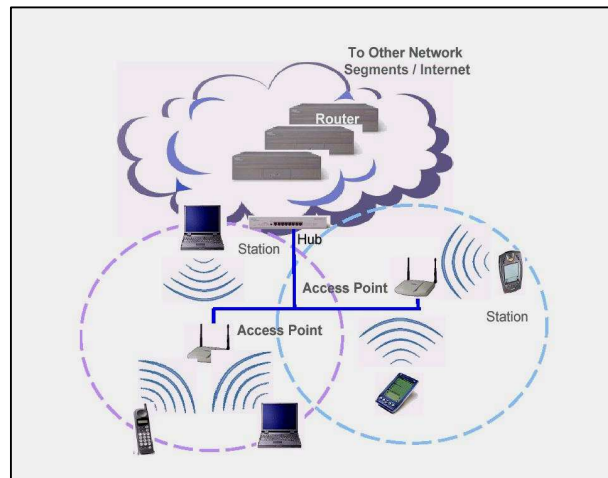 To Other Network
Segments / Internet
Router
Hub
Station
Access Point
Access Point
Station